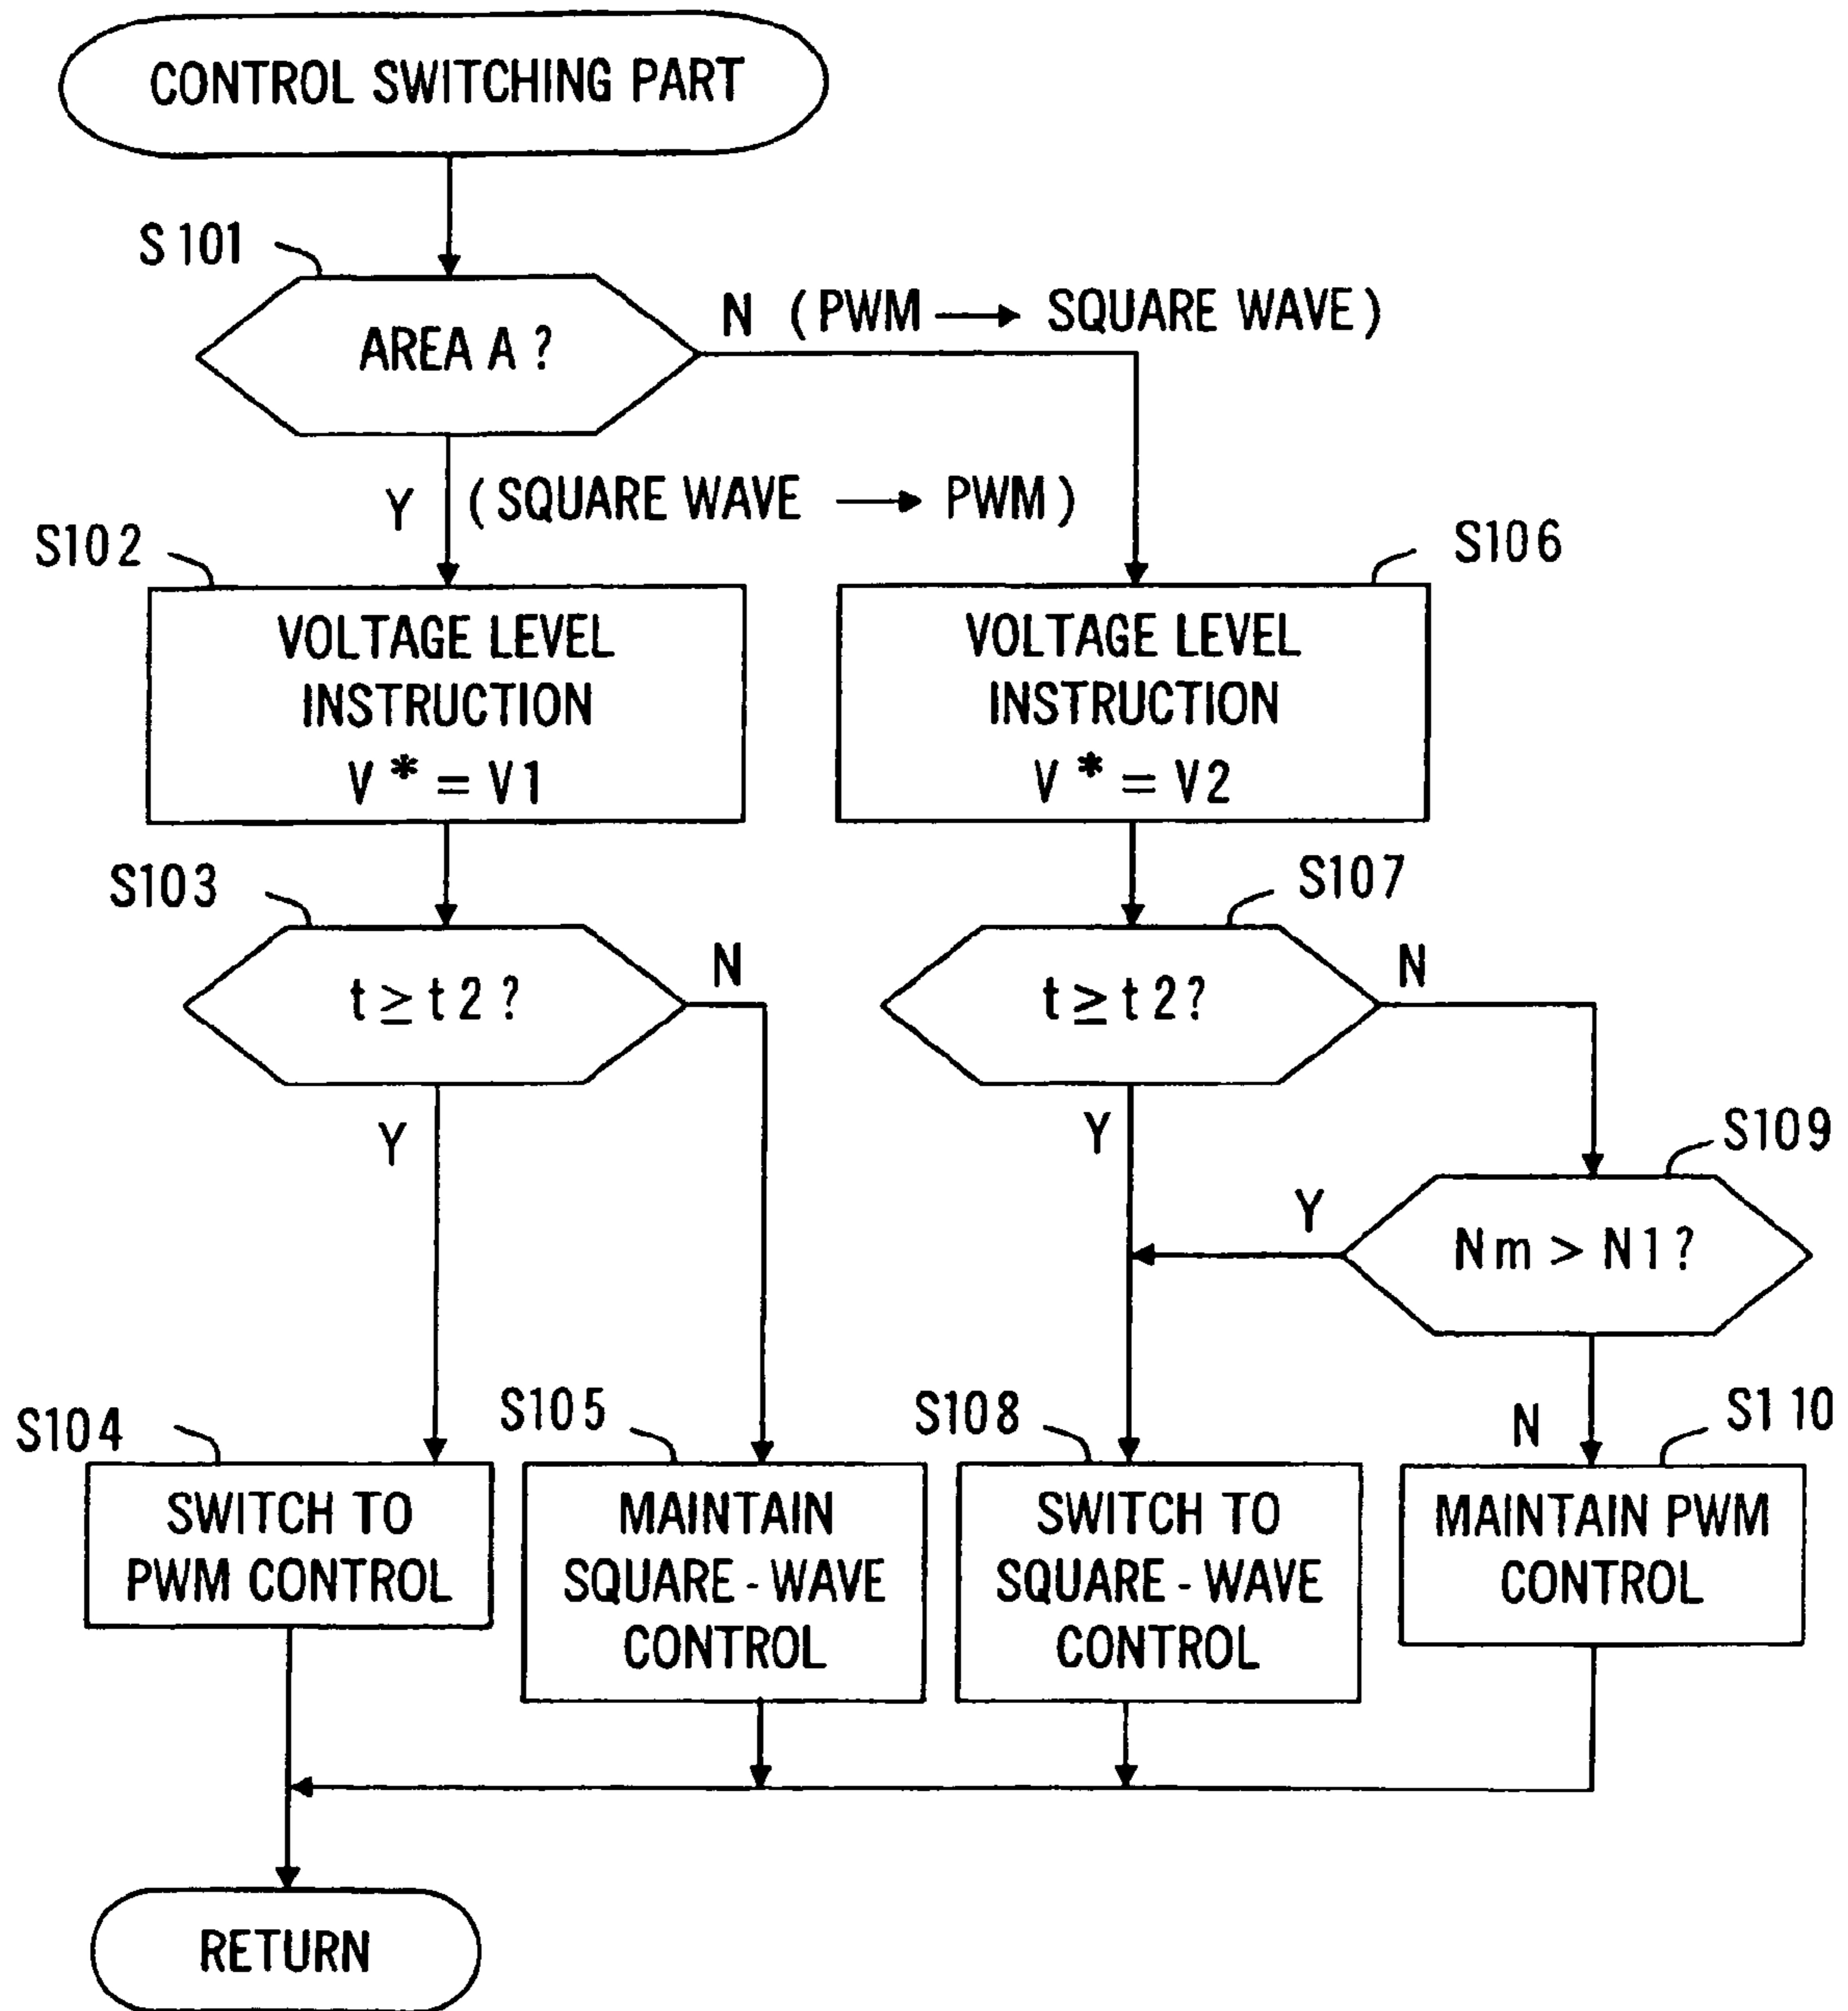 CONTROL SWITCHING PART
S101
AREA A ?
N (PWM → SQUARE WAVE)
Y (SQUARE WAVE → PWM)
S102
VOLTAGE LEVEL
INSTRUCTION
V* = V1
S106
VOLTAGE LEVEL
INSTRUCTION
V* = V2
S103
t ≥ t2 ?
N
Y
S107
t ≥ t2?
N
Y
S109
Nm > N1?
Y
N
S104
SWITCH TO
PWM CONTROL
S105
MAINTAIN
SQUARE-WAVE
CONTROL
S108
SWITCH TO
SQUARE-WAVE
CONTROL
S110
MAINTAIN PWM
CONTROL
RETURN